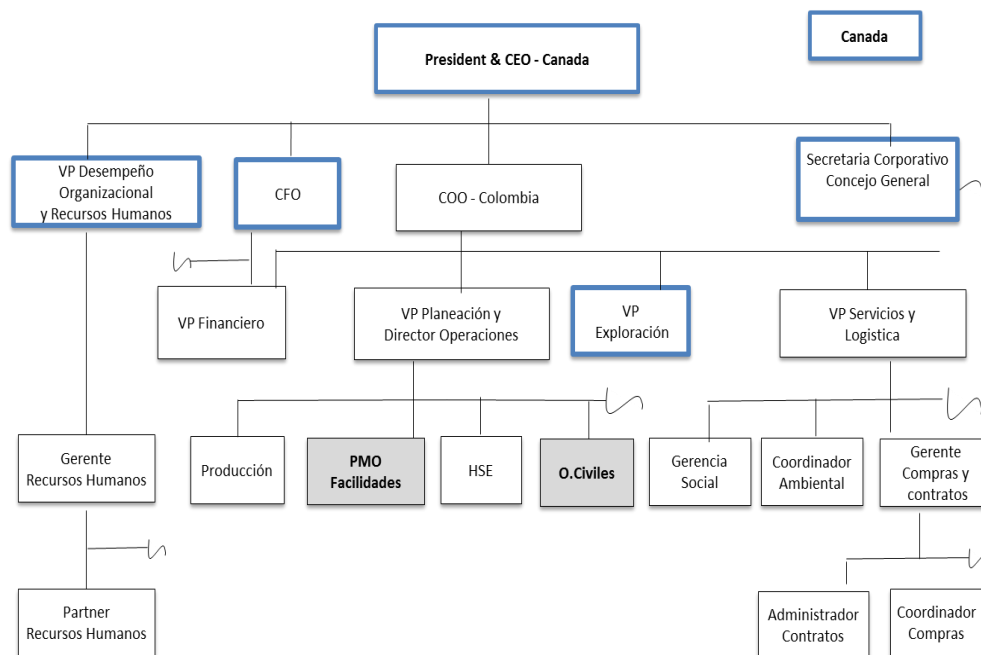 President & CEO - Canada
Canada
VP Desempeño
Organizacional
y Recursos Humanos
CFO
COO - Colombia
Secretaria Corporativo
Concejo General
VP Financiero
VP Planeación y
Director Operaciones
VP
Exploración
VP Servicios y
Logistica
Gerente
Recursos Humanos
Producción
PMO
Facilidades
HSE
O.Civiles
Gerencia
Social
Coordinador
Ambiental
Gerente
Compras y
contratos
Partner
Recursos Humanos
Administrador
Contratos
Coordinador
Compras